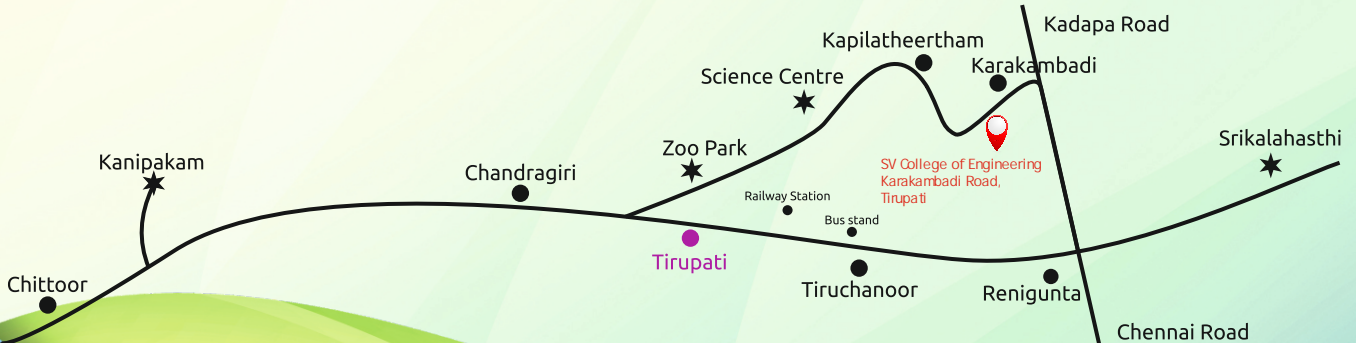 Kadapa Road
Kapilatheertham
Karakambadi
Science Centre
Srikalahasthi
Zoo Park
Kanipakam
SV College of Engineering
Karakambadi Road,
Tirupati
Chandragiri
Railway Station
Bus stand
Tirupati
Chittoor
Tiruchanoor
Renigunta
Chennai Road